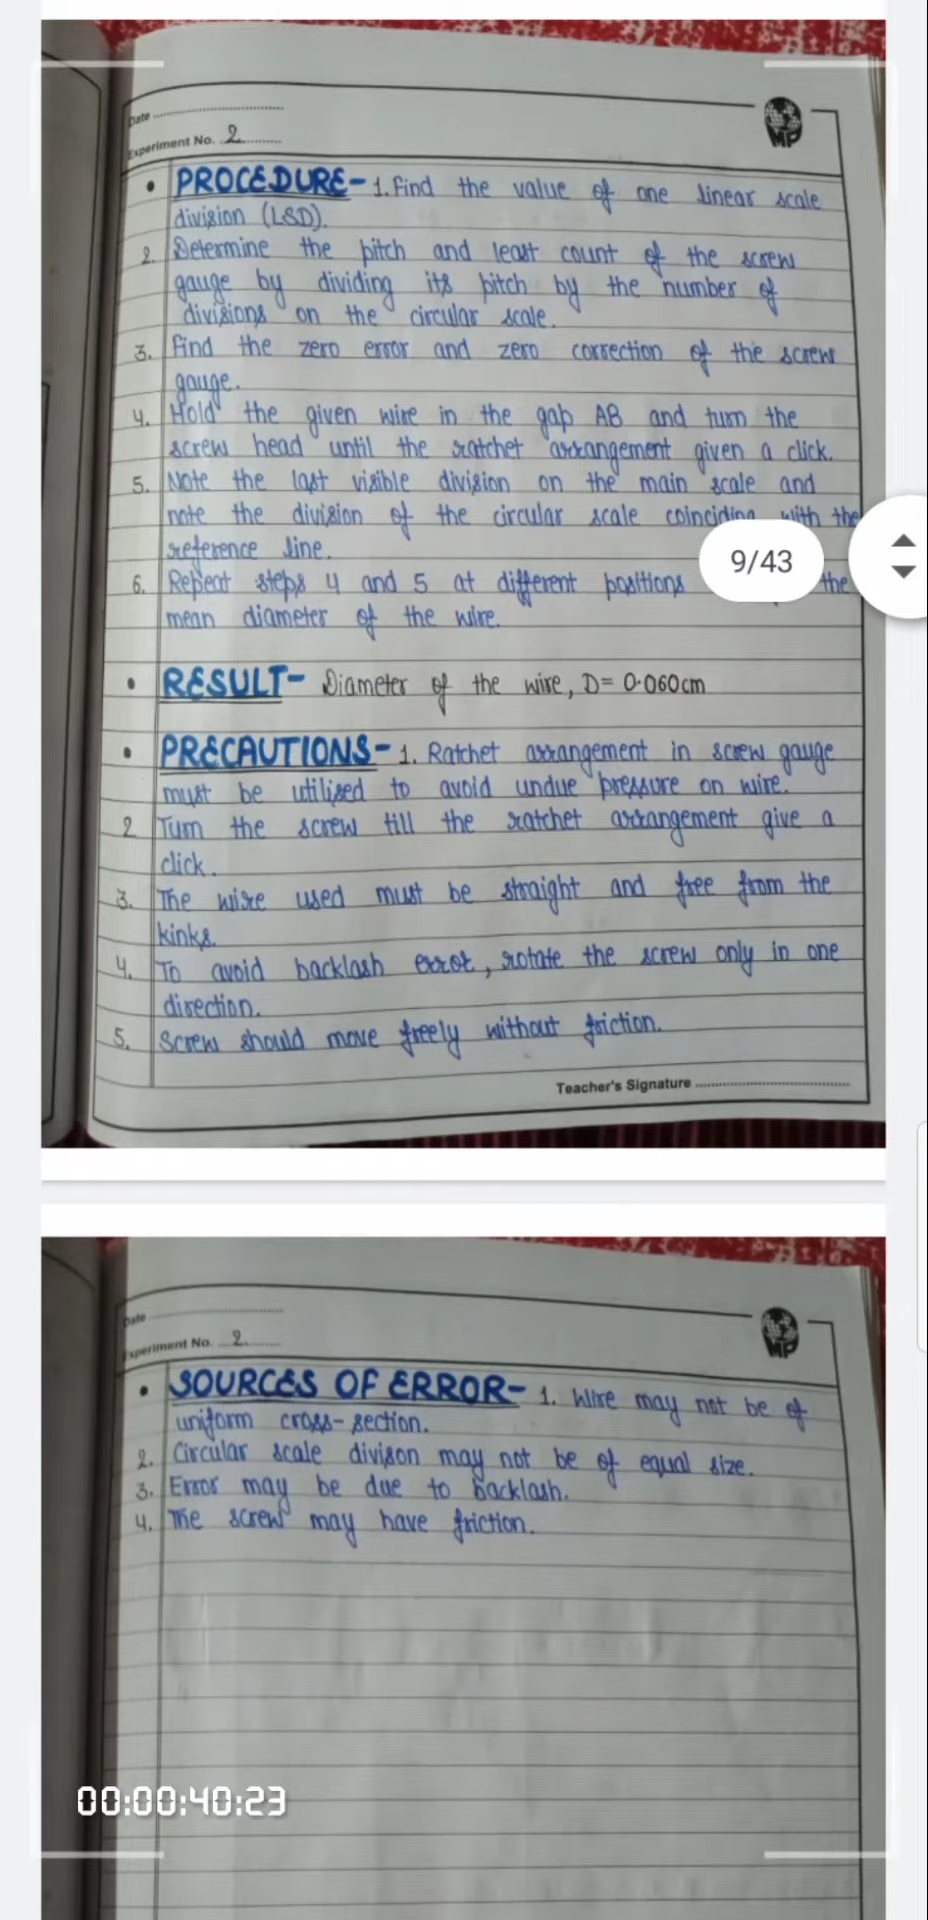 Date
Experiment No. 2
MP
• PROCEDURE- 1. Find the value of one linear scale
division (LSD).
2. Determine the pitch and least count of the screw
gauge by dividing its pitch by the number of
divisions on the circular scale.
3. Find the zero error and zero correction of the screw
gauge.
4. Hold the given wire in the gap AB and turn the
screw head until the ratchet arrangement given a click.
5. Note the last visible division on the main scale and
note the division of the circular scale coinciding with the
reference line.
9/43
6. Repeat steps 4 and 5 at different positions the
mean diameter of the wire.
• RESULT- Diameter of the wire, D= 0.060cm
• PRECAUTIONS- 1. Ratchet arrangement in screw gauge
must be utilised to avoid undue pressure on wire.
2 Turn the screw till the ratchet arrangement give a
click.
3. The wire used must be straight and free from the
kinks.
4. To avoid backlash error, rotate the screw only in one
direction.
5. Screw should move freely without friction.
Teacher's Signature
Date
Experiment No. 2.
MP
• SOURCES OF ERROR- 1. Wire may not be of
uniform cross-section.
2. Circular scale divison may not be of equal size.
3. Error may be due to backlash.
4. The screw may have friction.
00:00:40:23